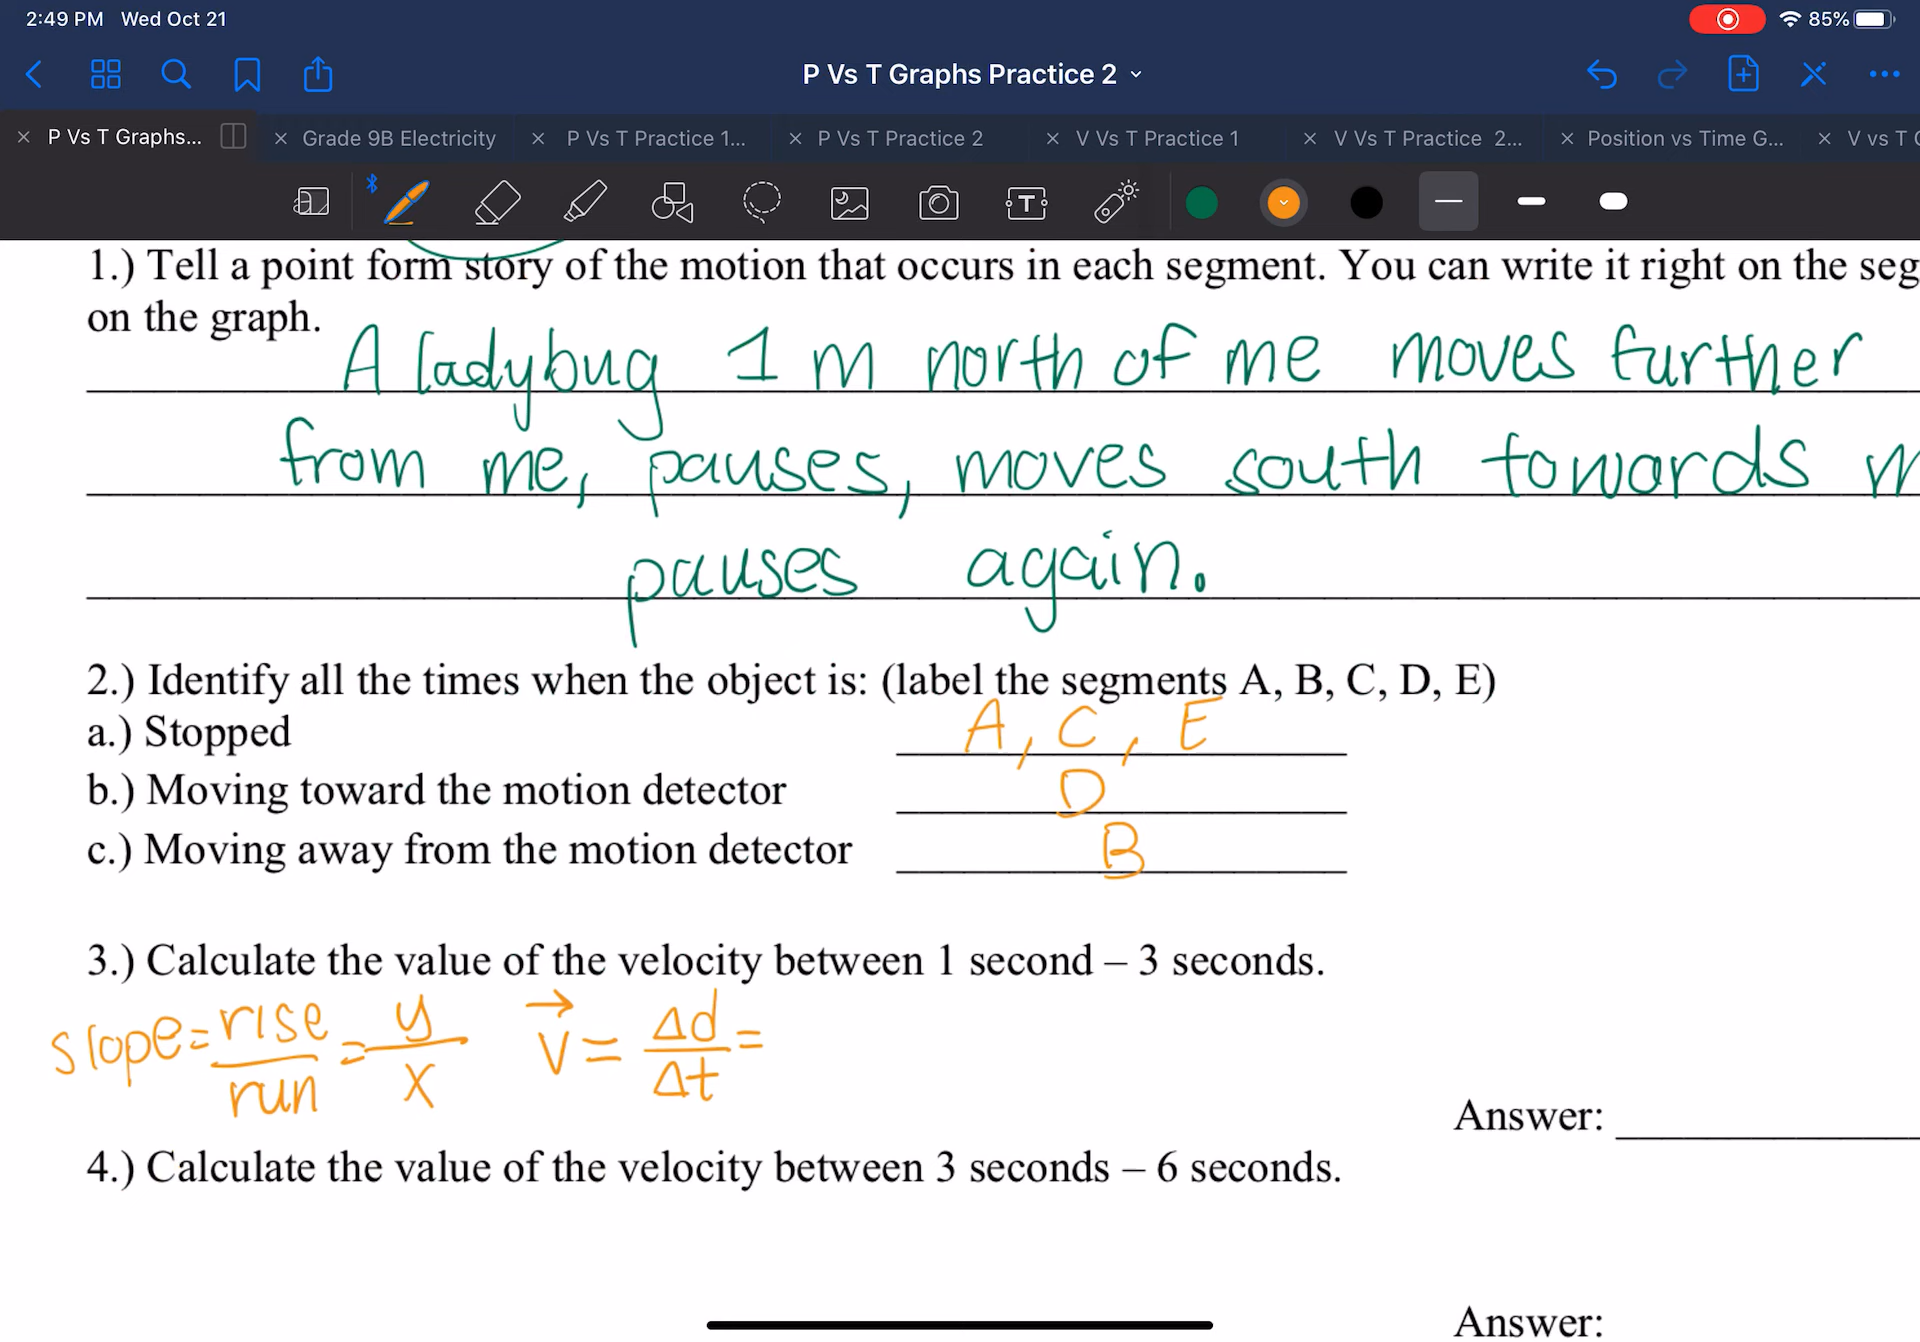 2:49 PM Wed Oct 21
85%
P Vs T Graphs Practice 2
P Vs T Graphs...
Grade 9B Electricity
P Vs T Practice 1...
P Vs T Practice 2
V Vs T Practice 1
V Vs T Practice 2...
Position vs Time G...
V vs T
1.) Tell a point form story of the motion that occurs in each segment. You can write it right on the seg
on the graph.
A ladybug 1 m north of me moves further
from me, pauses, moves south towards m
pauses again.
2.) Identify all the times when the object is: (label the segments A, B, C, D, E)
a.) Stopped A, C, E
b.) Moving toward the motion detector D
c.) Moving away from the motion detector B
3.) Calculate the value of the velocity between 1 second – 3 seconds.
slope = rise/run = y/x v⃗ = Δd/Δt =
Answer:
4.) Calculate the value of the velocity between 3 seconds – 6 seconds.
Answer: